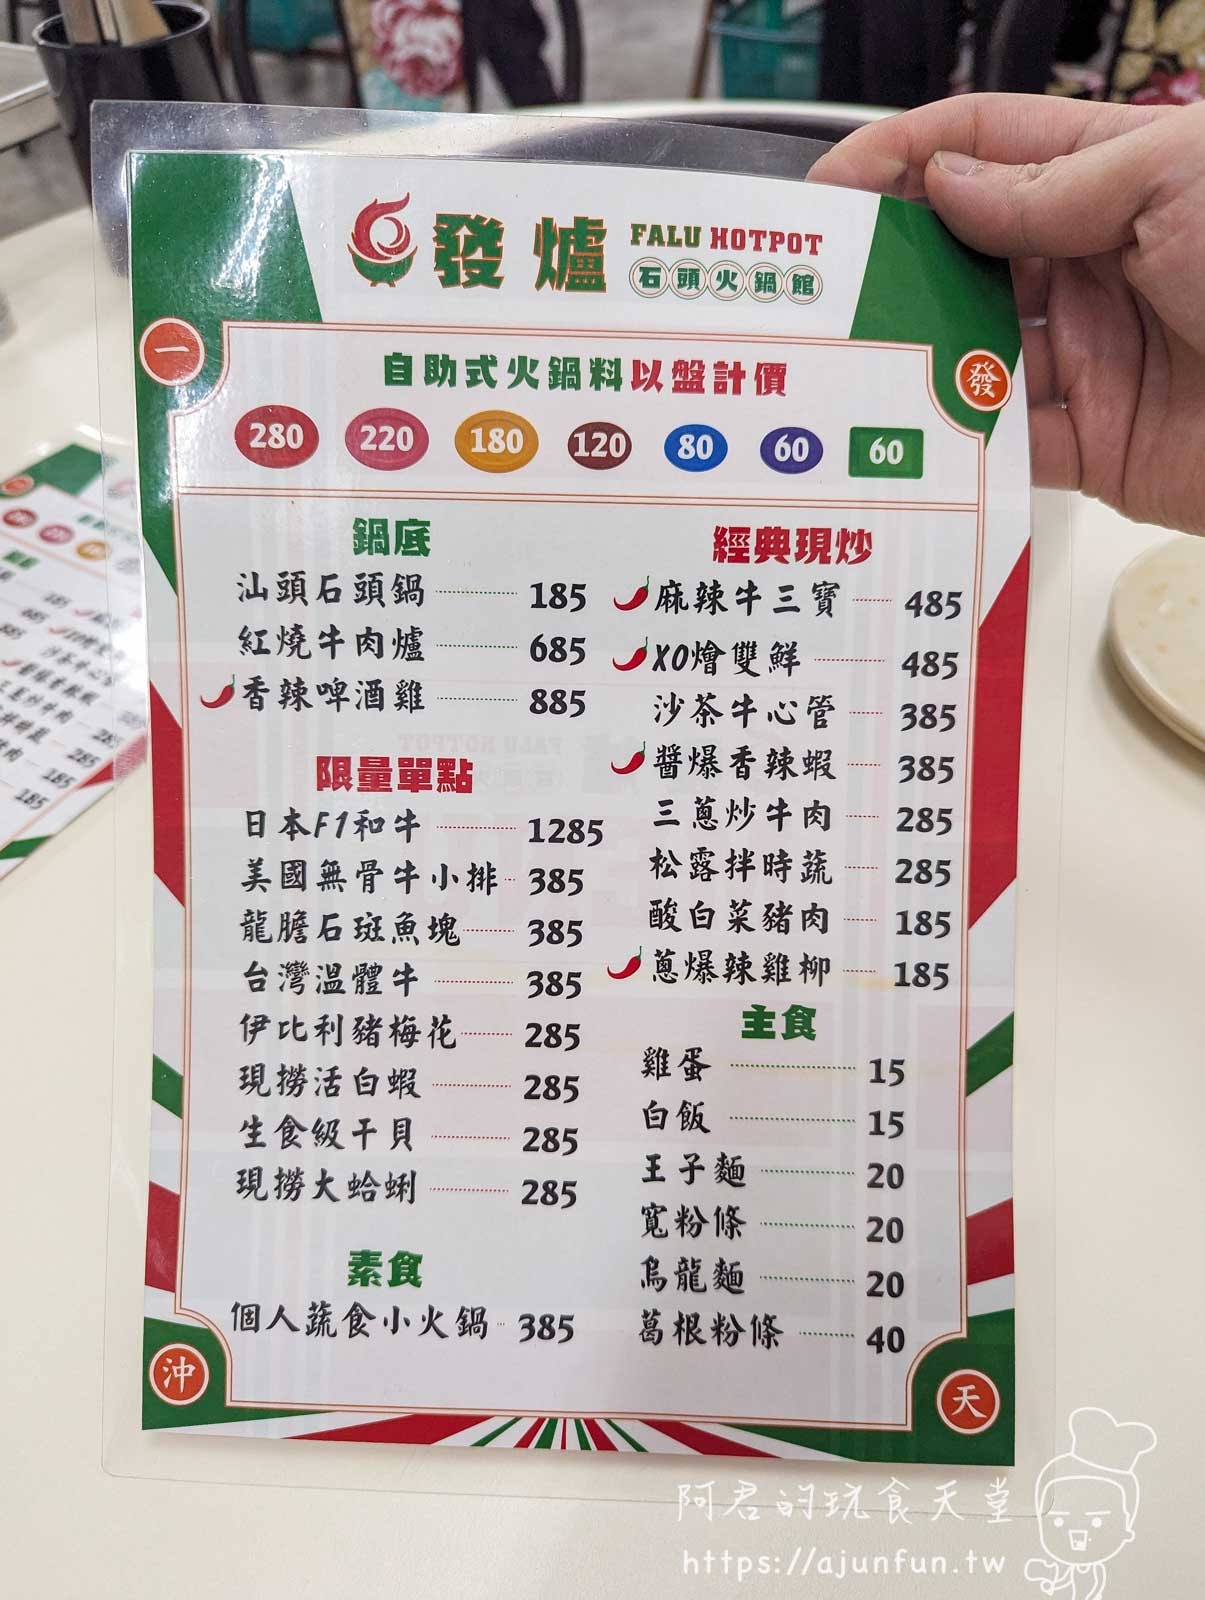 發爐 FALU HOTPOT
石頭火鍋館
一
發
自助式火鍋料以盤計價
280 220 180 120 80 60 60
鍋底
汕頭石頭鍋 185
紅燒牛肉爐 685
香辣啤酒雞 885
限量單點
日本F1和牛 1285
美國無骨牛小排 385
龍膽石斑魚塊 385
台灣溫體牛 385
伊比利豬梅花 285
現撈活白蝦 285
生食級干貝 285
現撈大蛤蜊 285
素食
個人蔬食小火鍋 385
經典現炒
麻辣牛三寶 485
XO燴雙鮮 485
沙茶牛心管 385
醬爆香辣蝦 385
三蔥炒牛肉 285
松露拌時蔬 285
酸白菜豬肉 185
蔥爆辣雞柳 185
主食
雞蛋 15
白飯 15
王子麵 20
寬粉條 20
烏龍麵 20
葛根粉條 40
沖
天
阿君的玩食天堂
https://ajunfun.tw